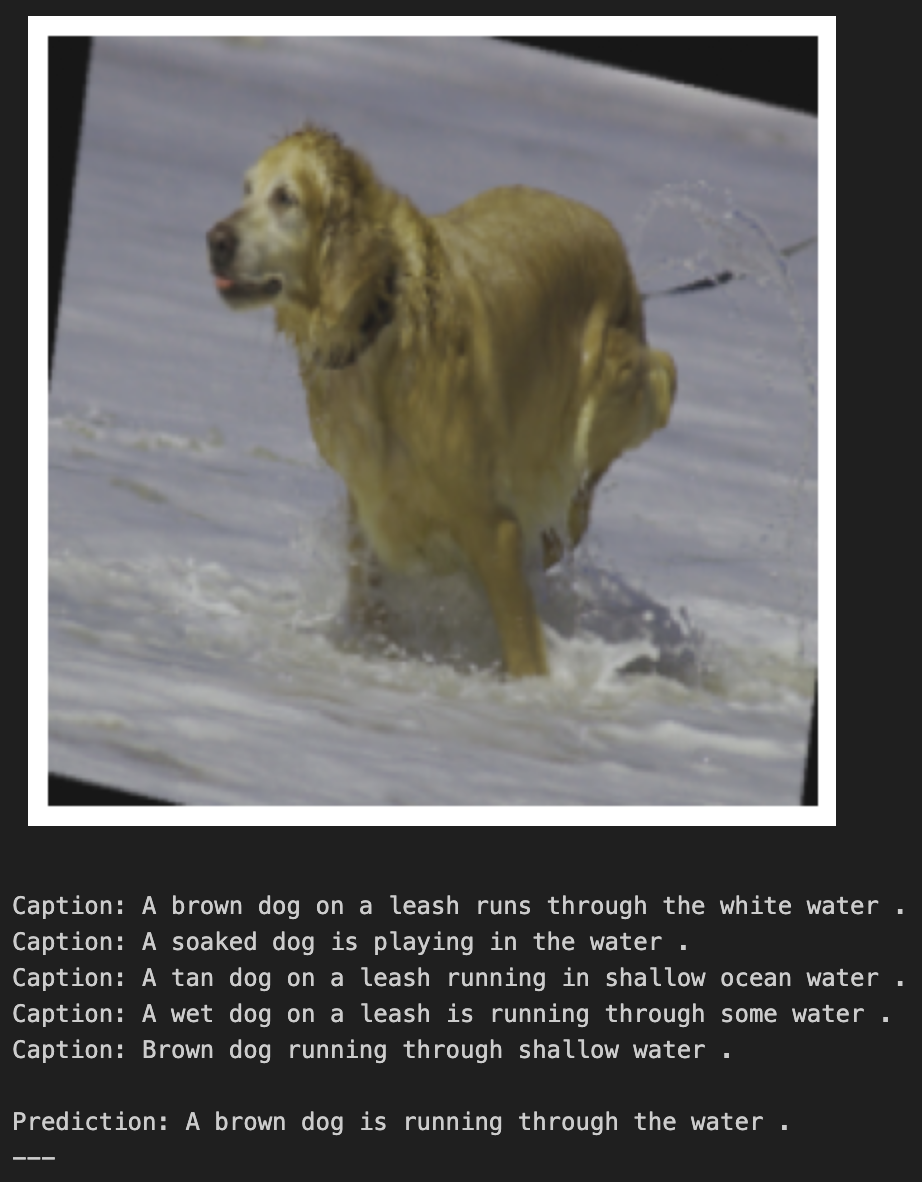 Caption: A brown dog on a leash runs through the white water .
Caption: A soaked dog is playing in the water .
Caption: A tan dog on a leash running in shallow ocean water .
Caption: A wet dog on a leash is running through some water .
Caption: Brown dog running through shallow water .
Prediction: A brown dog is running through the water .
———